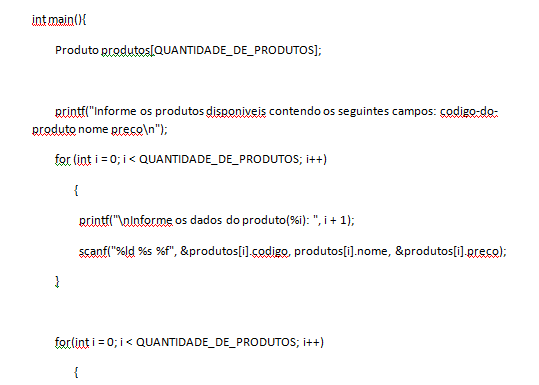 int main(){
Produto produtos[QUANTIDADE_DE_PRODUTOS];
printf("Informe os produtos disponiveis contendo os seguintes campos: codigo-do-
produto nome preco\n");
for (int i = 0; i < QUANTIDADE_DE_PRODUTOS; i++)
{
printf("\nInforme os dados do produto(%i): ", i + 1);
scanf("%ld %s %f", &produtos[i].codigo, produtos[i].nome, &produtos[i].preco);
}
for(int i = 0; i < QUANTIDADE_DE_PRODUTOS; i++)
{